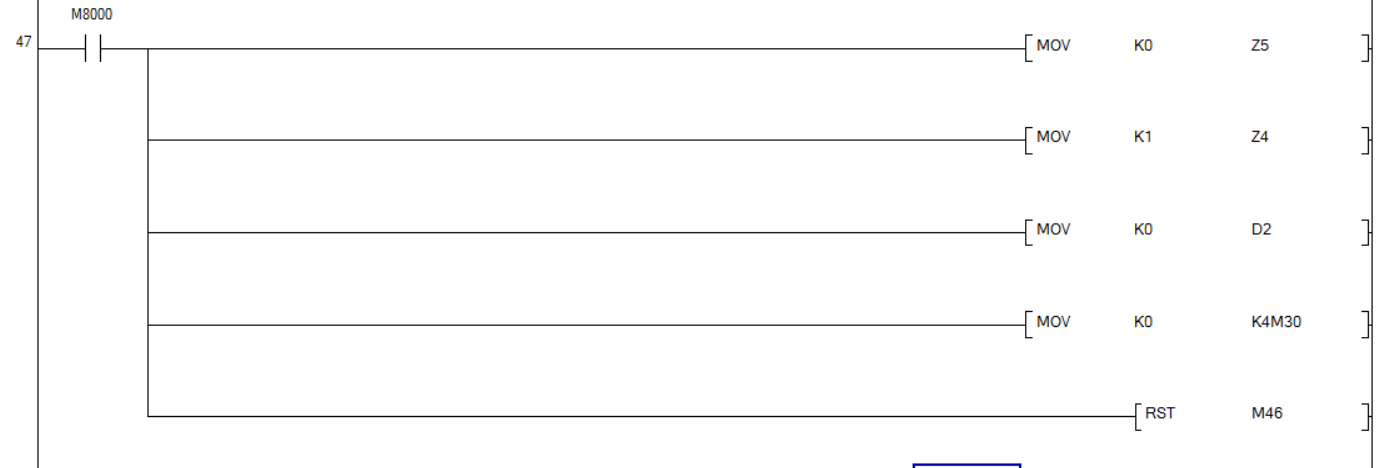 M8000
47 MOV K0 Z5
MOV K1 Z4
MOV K0 D2
MOV K0 K4M30
RST M46